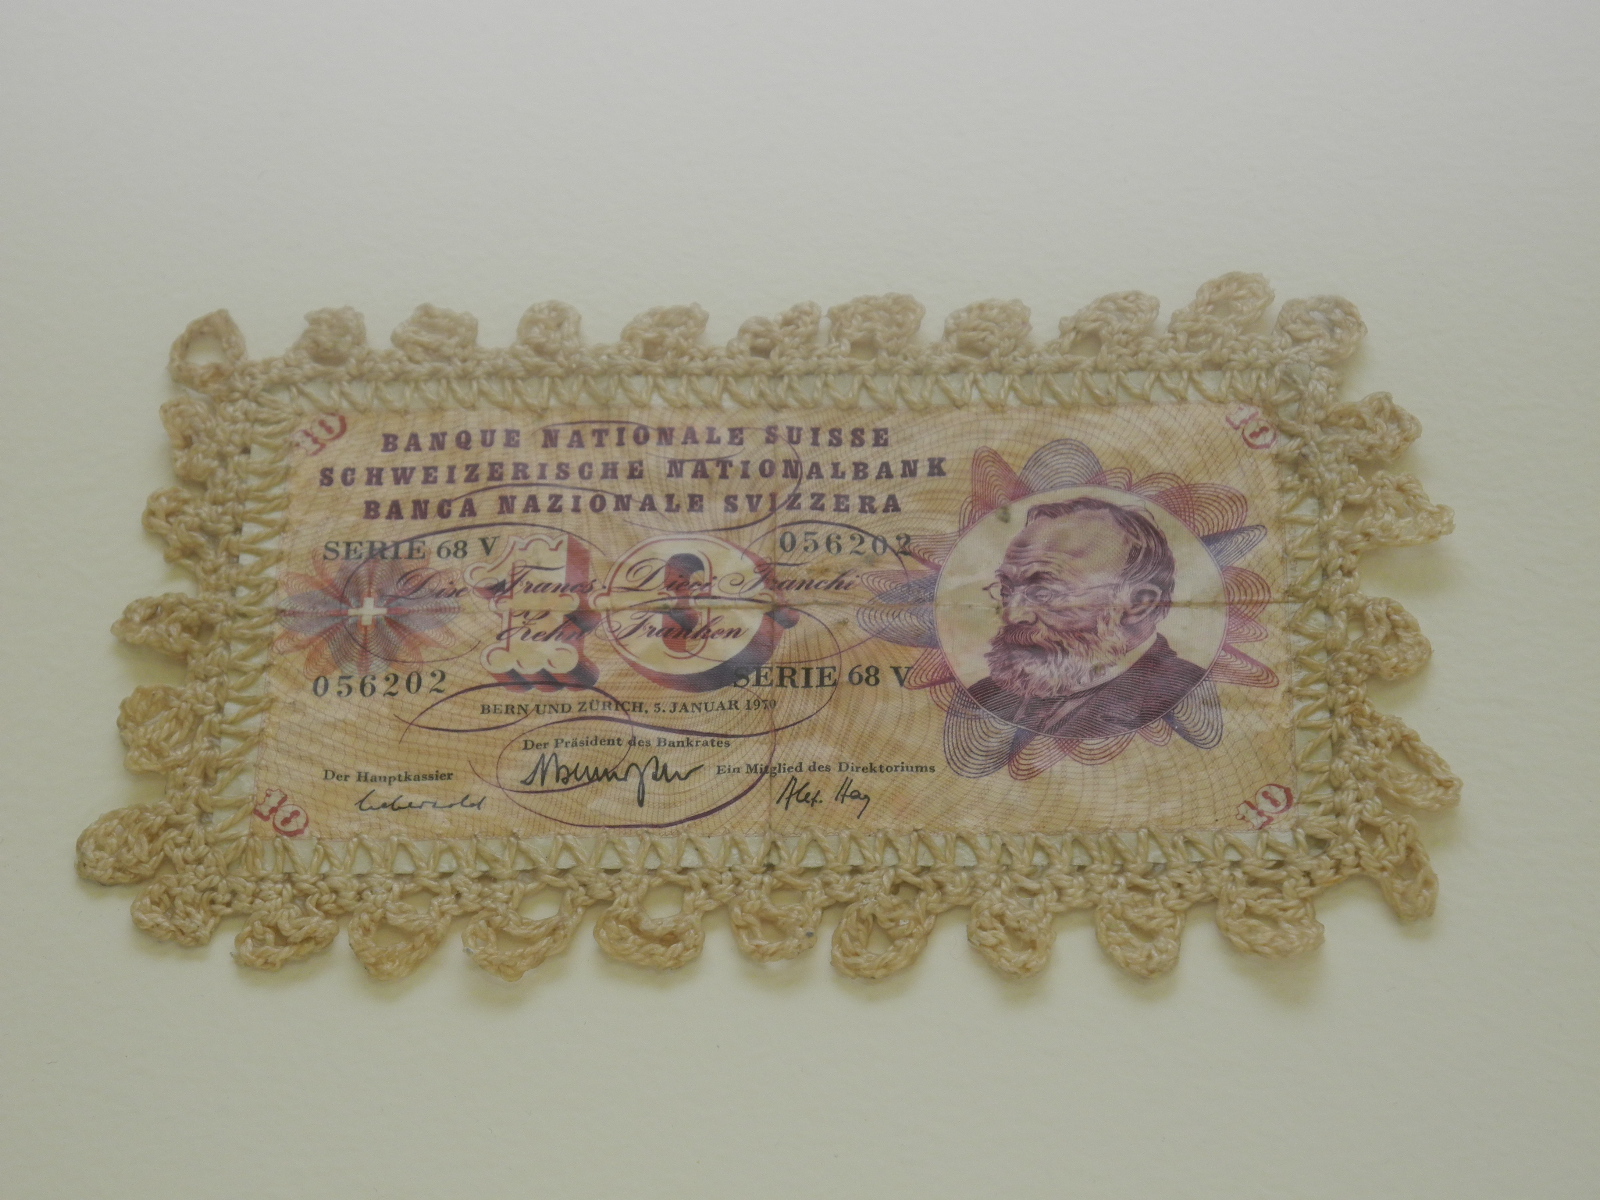 10 10
BANQUE NATIONALE SUISSE
SCHWEIZERISCHE NATIONALBANK
BANCA NAZIONALE SVIZZERA
SERIE 68 V 056202
Dix Francs Dieci Franchi
10
Zehn Franken
056202 SERIE 68 V
BERN UND ZÜRICH, 5. JANUAR 1970
Der Präsident des Bankrates
Der Hauptkassier Ein Mitglied des Direktoriums
Alex. Hay
10 10